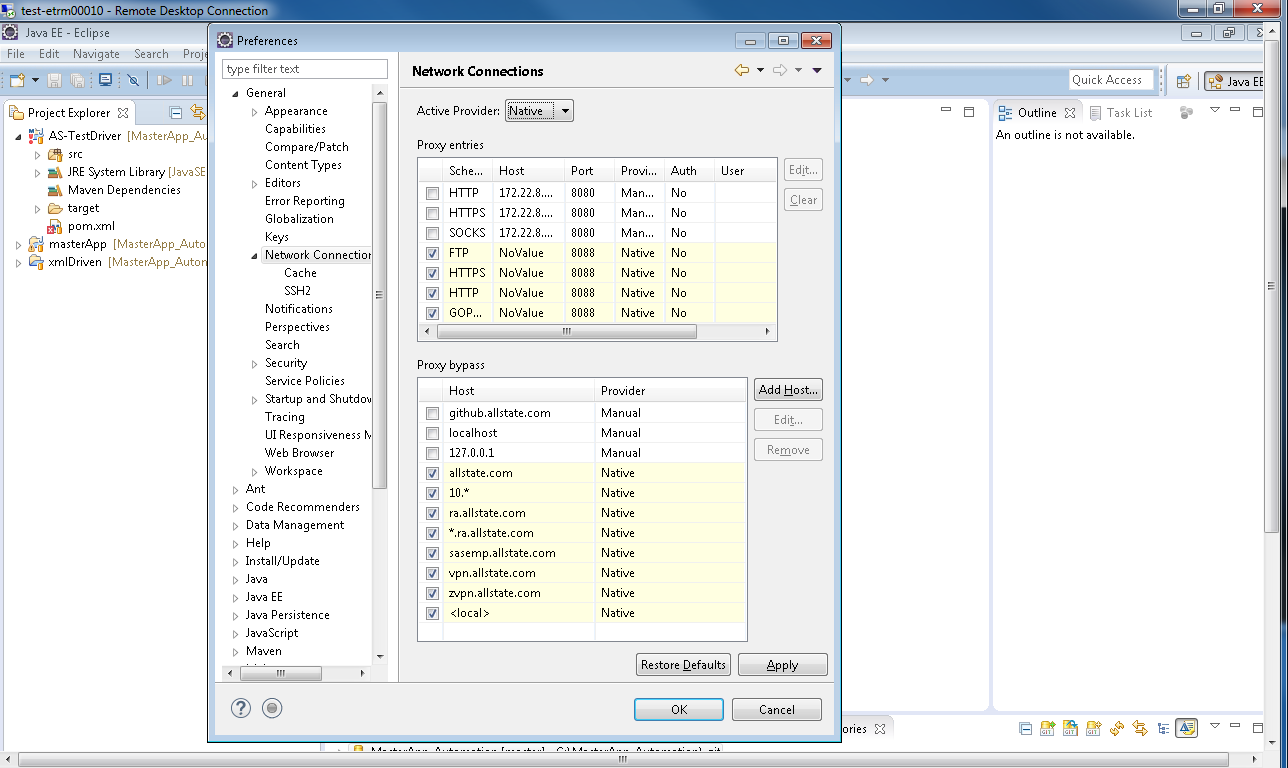 test-etrm00010 - Remote Desktop Connection
Java EE - Eclipse
File Edit Navigate Search Proje
Quick Access
Java EE
Project Explorer
AS-TestDriver [MasterApp_Au
src
JRE System Library [JavaSE
Maven Dependencies
target
pom.xml
masterApp [MasterApp_Auto
xmlDriven [MasterApp_Autom
Preferences
type filter text
General
Appearance
Capabilities
Compare/Patch
Content Types
Editors
Error Reporting
Globalization
Keys
Network Connection
Cache
SSH2
Notifications
Perspectives
Search
Security
Service Policies
Startup and Shutdow
Tracing
UI Responsiveness M
Web Browser
Workspace
Ant
Code Recommenders
Data Management
Help
Install/Update
Java
Java EE
Java Persistence
JavaScript
Maven
Network Connections
Active Provider: Native
Proxy entries
Sche... Host Port Provi... Auth User
HTTP 172.22.8.... 8080 Man... No
HTTPS 172.22.8.... 8080 Man... No
SOCKS 172.22.8.... 8080 Man... No
FTP NoValue 8088 Native No
HTTPS NoValue 8088 Native No
HTTP NoValue 8088 Native No
GOP... NoValue 8088 Native No
Edit...
Clear
Proxy bypass
Host Provider
github.allstate.com Manual
localhost Manual
127.0.0.1 Manual
allstate.com Native
10.* Native
ra.allstate.com Native
*.ra.allstate.com Native
sasemp.allstate.com Native
vpn.allstate.com Native
zvpn.allstate.com Native
<local> Native
Add Host...
Edit...
Remove
Restore Defaults Apply
OK Cancel
Outline Task List
An outline is not available.
ories
GIT GIT GIT
MasterApp_Automation [master] - C:\MasterApp_Automation\.git